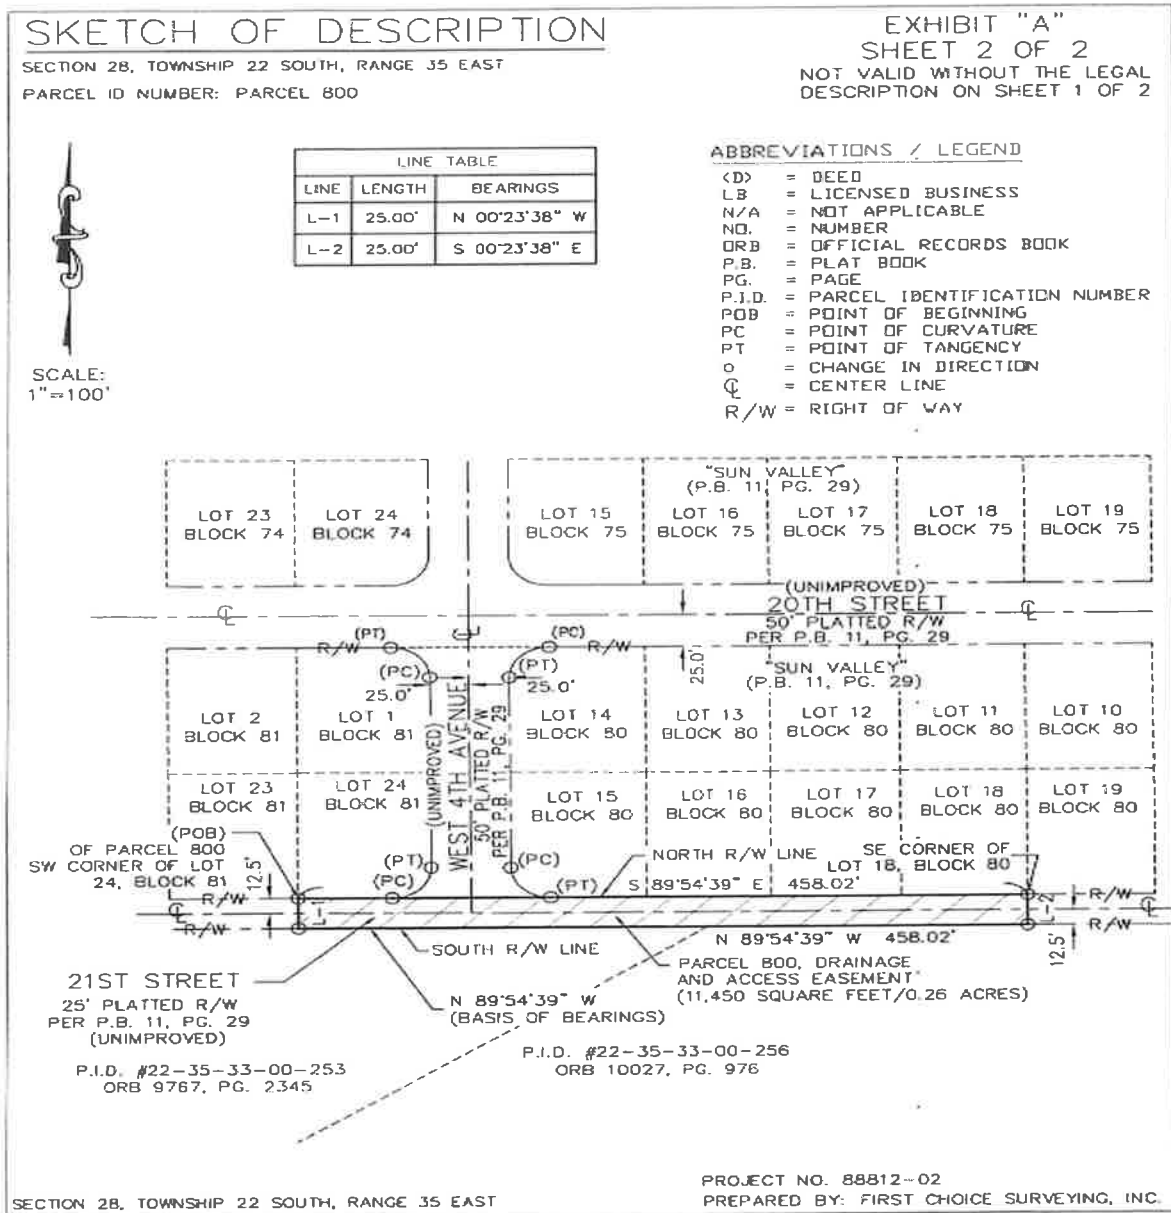 SKETCH OF DESCRIPTION
SECTION 28, TOWNSHIP 22 SOUTH, RANGE 35 EAST
PARCEL ID NUMBER: PARCEL 800
EXHIBIT "A"
SHEET 2 OF 2
NOT VALID WITHOUT THE LEGAL
DESCRIPTION ON SHEET 1 OF 2
SCALE:
1"=100'
LINE TABLE
LINE LENGTH BEARINGS
L-1 25.00' N 00°23'38" W
L-2 25.00' S 00°23'38" E
ABBREVIATIONS / LEGEND
(D) = DEED
LB = LICENSED BUSINESS
N/A = NOT APPLICABLE
NO. = NUMBER
ORB = OFFICIAL RECORDS BOOK
P.B. = PLAT BOOK
PG. = PAGE
P.I.D. = PARCEL IDENTIFICATION NUMBER
POB = POINT OF BEGINNING
PC = POINT OF CURVATURE
PT = POINT OF TANGENCY
o = CHANGE IN DIRECTION
℄ = CENTER LINE
R/W = RIGHT OF WAY
"SUN VALLEY"
(P.B. 11, PG. 29)
LOT 23
BLOCK 74
LOT 24
BLOCK 74
LOT 15
BLOCK 75
LOT 16
BLOCK 75
LOT 17
BLOCK 75
LOT 18
BLOCK 75
LOT 19
BLOCK 75
(UNIMPROVED)
20TH STREET
50' PLATTED R/W
PER P.B. 11, PG. 29
℄
℄
℄
R/W
(PT)
(PC)
R/W
(PC)
(PT)
25.0'
25.0'
25.0'
"SUN VALLEY"
(P.B. 11, PG. 29)
LOT 2
BLOCK 81
LOT 1
BLOCK 81
LOT 14
BLOCK 80
LOT 13
BLOCK 80
LOT 12
BLOCK 80
LOT 11
BLOCK 80
LOT 10
BLOCK 80
(UNIMPROVED)
WEST 4TH AVENUE
50' PLATTED R/W
PER P.B. 11, PG. 29
LOT 23
BLOCK 81
LOT 24
BLOCK 81
LOT 15
BLOCK 80
LOT 16
BLOCK 80
LOT 17
BLOCK 80
LOT 18
BLOCK 80
LOT 19
BLOCK 80
(POB)
OF PARCEL 800
SW CORNER OF LOT
24, BLOCK 81
12.5'
(PT)
(PC)
(PC)
(PT)
NORTH R/W LINE
SE CORNER OF
LOT 18, BLOCK 80
S 89°54'39" E 458.02'
R/W
℄
R/W
L-1
L-2
R/W
℄
R/W
12.5'
SOUTH R/W LINE
N 89°54'39" W 458.02'
21ST STREET
25' PLATTED R/W
PER P.B. 11, PG. 29
(UNIMPROVED)
N 89°54'39" W
(BASIS OF BEARINGS)
PARCEL 800, DRAINAGE
AND ACCESS EASEMENT
(11,450 SQUARE FEET/0.26 ACRES)
P.I.D. #22-35-33-00-253
ORB 9767, PG. 2345
P.I.D. #22-35-33-00-256
ORB 10027, PG. 976
SECTION 28, TOWNSHIP 22 SOUTH, RANGE 35 EAST
PROJECT NO. 88812-02
PREPARED BY: FIRST CHOICE SURVEYING, INC.